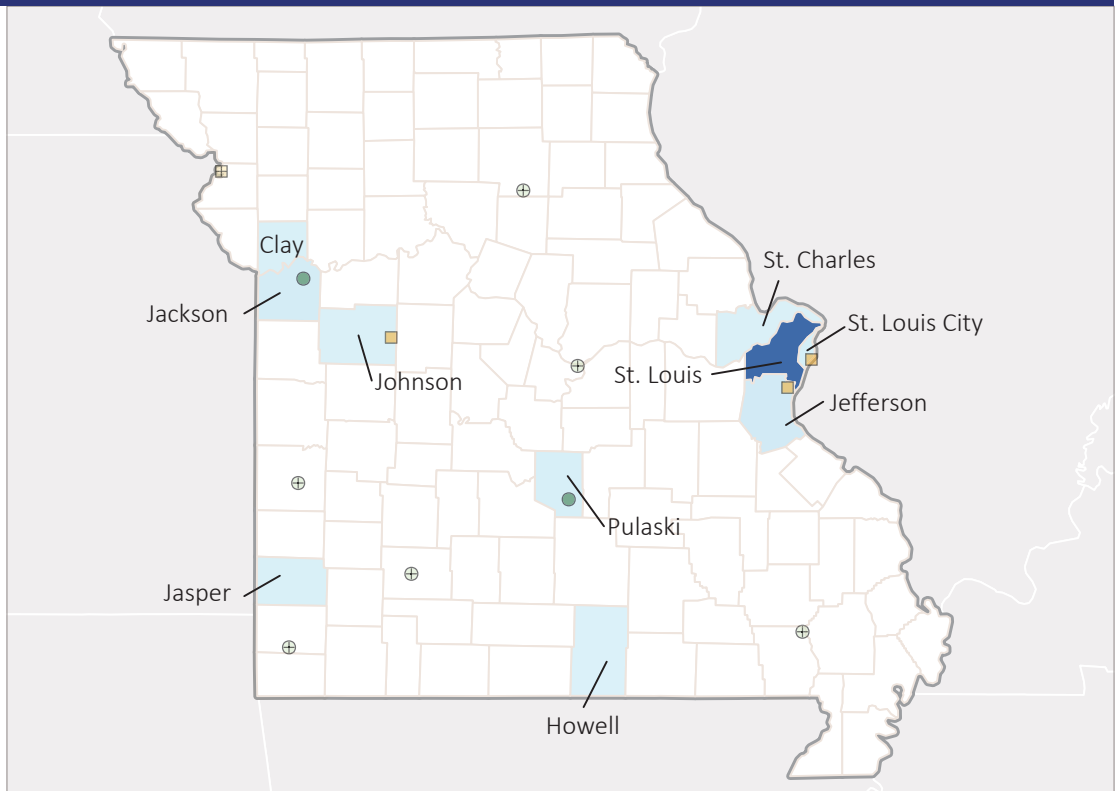 Clay
St. Charles
Jackson
St. Louis City
St. Louis
Johnson
Jefferson
Pulaski
Jasper
Howell